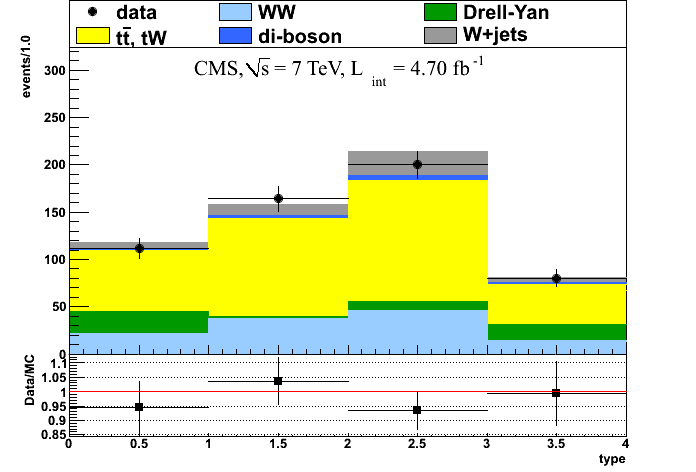 data WW Drell-Yan
tt̅, tW di-boson W+jets
events/1.0
CMS, √s = 7 TeV, L int = 4.70 fb -1
300
250
200
150
100
50
0
Data/MC
1.1
1.05
1
0.95
0.9
0.85
0 0.5 1 1.5 2 2.5 3 3.5 4
type